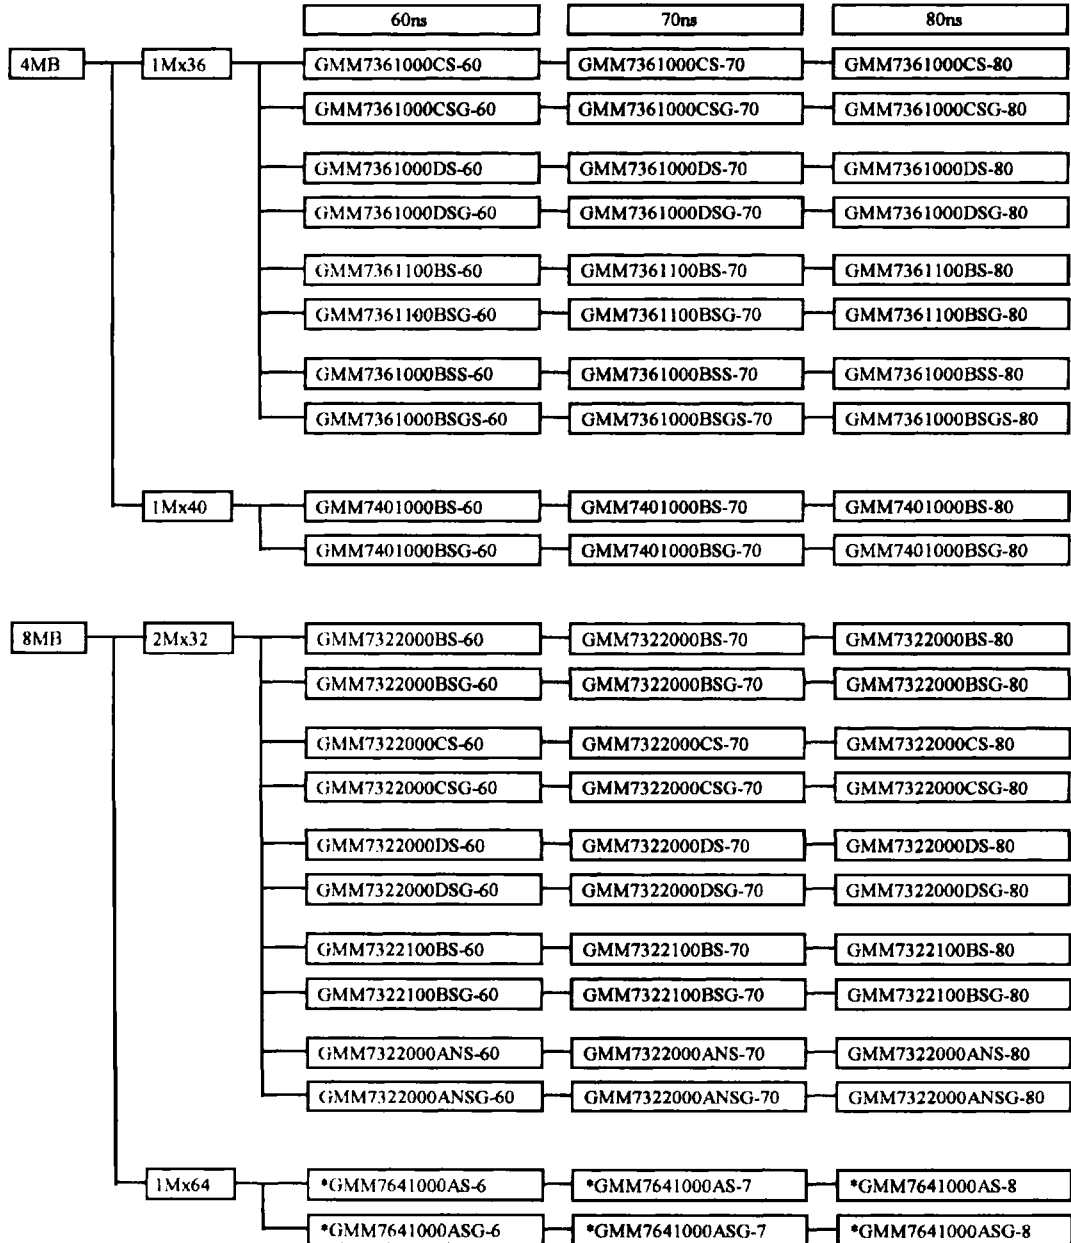 60ns 70ns 80ns
4MB 1Mx36 GMM7361000CS-60 GMM7361000CS-70 GMM7361000CS-80
GMM7361000CSG-60 GMM7361000CSG-70 GMM7361000CSG-80
GMM7361000DS-60 GMM7361000DS-70 GMM7361000DS-80
GMM7361000DSG-60 GMM7361000DSG-70 GMM7361000DSG-80
GMM7361100BS-60 GMM7361100BS-70 GMM7361100BS-80
GMM7361100BSG-60 GMM7361100BSG-70 GMM7361100BSG-80
GMM7361000BSS-60 GMM7361000BSS-70 GMM7361000BSS-80
GMM7361000BSGS-60 GMM7361000BSGS-70 GMM7361000BSGS-80
1Mx40 GMM7401000BS-60 GMM7401000BS-70 GMM7401000BS-80
GMM7401000BSG-60 GMM7401000BSG-70 GMM7401000BSG-80
8MB 2Mx32 GMM7322000BS-60 GMM7322000BS-70 GMM7322000BS-80
GMM7322000BSG-60 GMM7322000BSG-70 GMM7322000BSG-80
GMM7322000CS-60 GMM7322000CS-70 GMM7322000CS-80
GMM7322000CSG-60 GMM7322000CSG-70 GMM7322000CSG-80
GMM7322000DS-60 GMM7322000DS-70 GMM7322000DS-80
GMM7322000DSG-60 GMM7322000DSG-70 GMM7322000DSG-80
GMM7322100BS-60 GMM7322100BS-70 GMM7322100BS-80
GMM7322100BSG-60 GMM7322100BSG-70 GMM7322100BSG-80
GMM7322000ANS-60 GMM7322000ANS-70 GMM7322000ANS-80
GMM7322000ANSG-60 GMM7322000ANSG-70 GMM7322000ANSG-80
1Mx64 *GMM7641000AS-6 *GMM7641000AS-7 *GMM7641000AS-8
*GMM7641000ASG-6 *GMM7641000ASG-7 *GMM7641000ASG-8